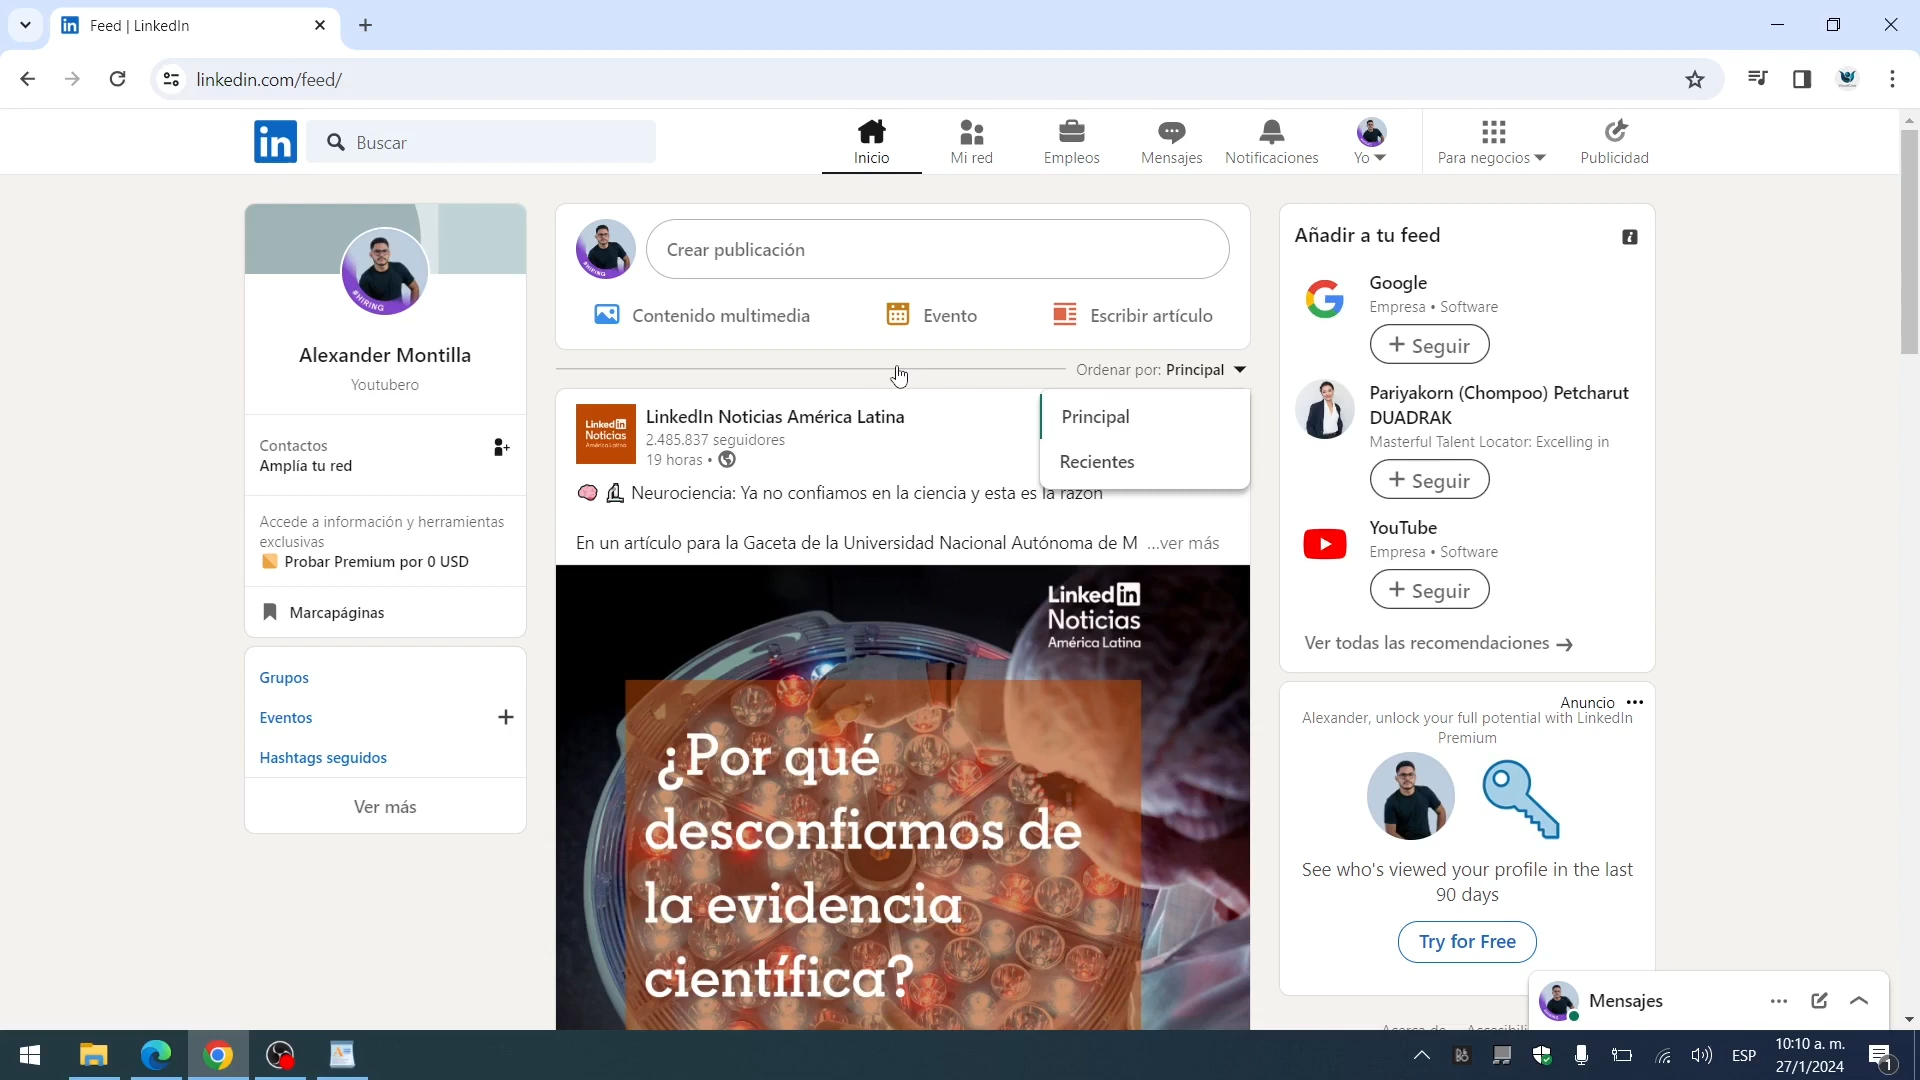 Feed | LinkedIn
linkedin.com/feed/
in
Buscar
Inicio
Mi red
Empleos
Mensajes
Notificaciones
Yo
Para negocios
Publicidad
#HIRING
Alexander Montilla
Youtubero
Contactos
Amplía tu red
Accede a información y herramientas
exclusivas
Probar Premium por 0 USD
Marcapáginas
Grupos
Eventos
Hashtags seguidos
Ver más
Crear publicación
Contenido multimedia
Evento
Escribir artículo
Ordenar por: Principal
Principal
Recientes
LinkedIn
Noticias
América Latina
LinkedIn Noticias América Latina
2.485.837 seguidores
19 horas •
Neurociencia: Ya no confiamos en la ciencia y esta es la razón
En un artículo para la Gaceta de la Universidad Nacional Autónoma de M ...ver más
LinkedIn
Noticias
América Latina
¿Por qué
desconfiamos de
la evidencia
científica?
Añadir a tu feed
Google
Empresa • Software
+ Seguir
Pariyakorn (Chompoo) Petcharut
DUADRAK
Masterful Talent Locator: Excelling in
+ Seguir
YouTube
Empresa • Software
+ Seguir
Ver todas las recomendaciones →
Anuncio
Alexander, unlock your full potential with LinkedIn
Premium
See who's viewed your profile in the last
90 days
Try for Free
Mensajes
ESP
10:10 a. m.
27/1/2024
1